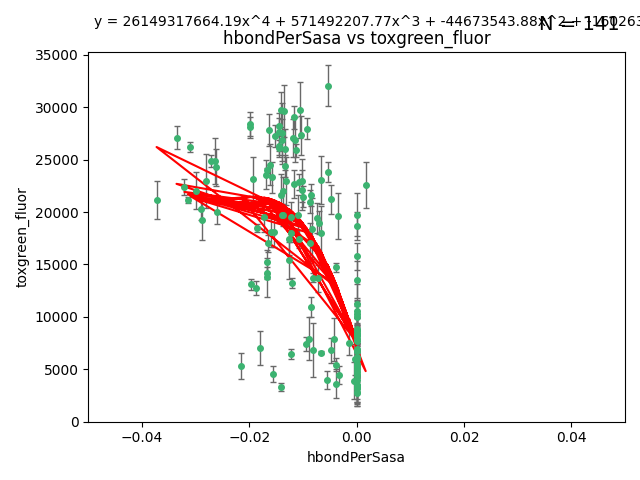 y = 26149317664.19x^4 + 571492207.77x^3 + -44673543.88x^2 +
N = 141
hbondPerSasa vs toxgreen_fluor
35000
30000
25000
20000
15000
10000
5000
0
toxgreen_fluor
−0.04 −0.02 0.00 0.02 0.04
hbondPerSasa